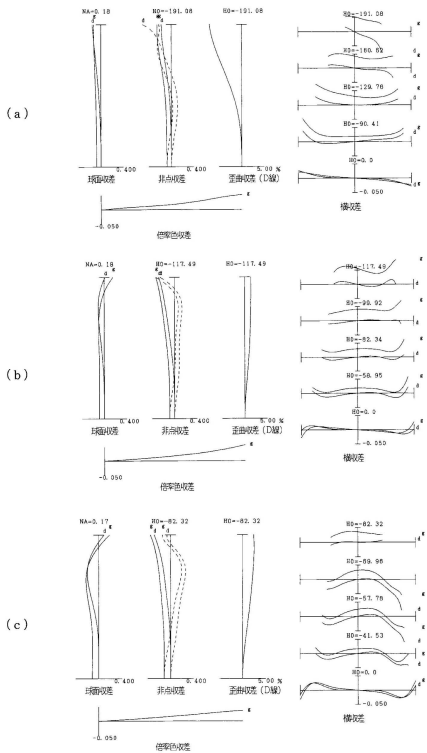 (a)
NA=0.18
g
d
0.400
球面収差
H0=-191.08
g
d
0.400
非点収差
H0=-191.08
5.00 %
歪曲収差(D線)
g
-0.050
倍率色収差
H0=-191.08
g
d
H0=-180.62
g
d
H0=-129.76
g
d
H0=-90.41
g
d
H0=0.0
g
d
-0.050
横収差
(b)
NA=0.18
d
g
0.400
球面収差
H0=-117.49
g
d
0.400
非点収差
H0=-117.49
5.00 %
歪曲収差(D線)
g
-0.050
倍率色収差
H0=-117.49
g
d
H0=-99.92
g
d
H0=-82.34
g
d
H0=-58.95
g
d
H0=0.0
g
d
-0.050
横収差
(c)
NA=0.17
d
g
0.400
球面収差
H0=-82.32
g
d
0.400
非点収差
H0=-82.32
5.00 %
歪曲収差(D線)
g
-0.050
倍率色収差
H0=-82.32
g
d
H0=-69.98
g
d
H0=-57.78
g
d
H0=-41.53
g
d
H0=0.0
g
d
-0.050
横収差